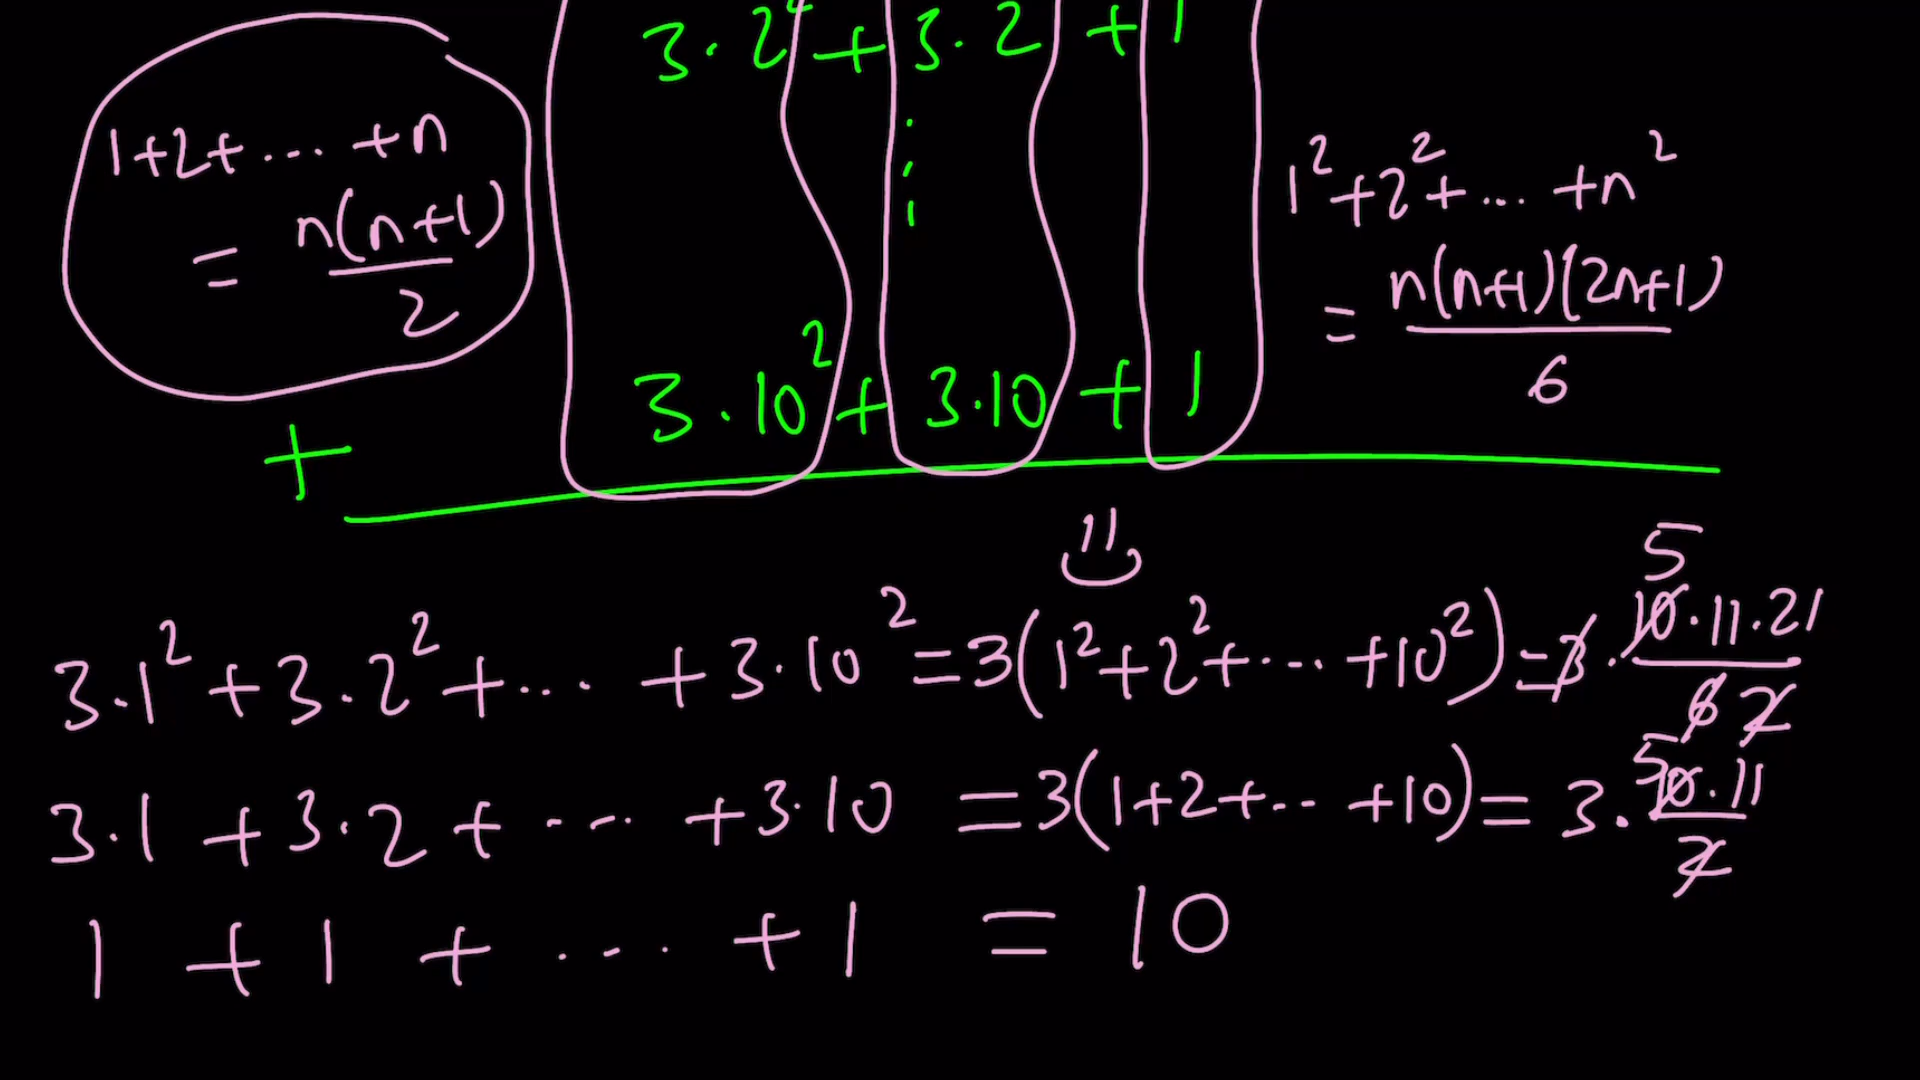 3·2² + 3·2 + 1
1+2+...+n
= n(n+1)/2
⋮
1²+2²+...+n²
= n(n+1)(2n+1)/6
3·10² + 3·10 + 1
+
3·1²+3·2²+...+3·10²=3(1²+2²+...+10²)=3·10·11·21/6 2 5
3·1+3·2+...+3·10=3(1+2+...+10)=3·10·11/2 5
1+1+...+1=10